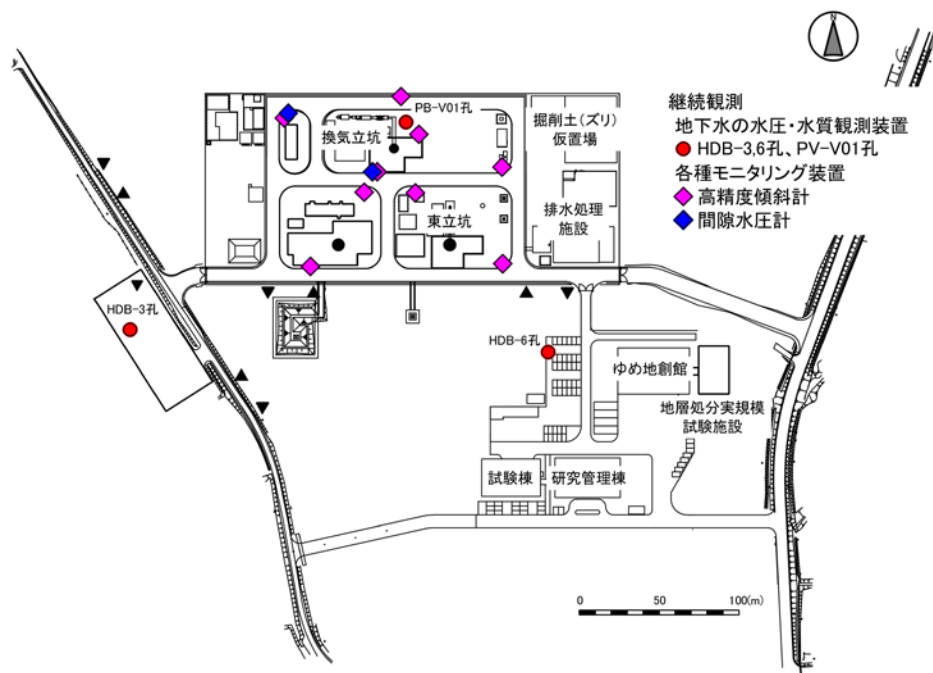 継続観測
地下水の水圧・水質観測装置
HDB-3,6孔、PV-V01孔
各種モニタリング装置
高精度傾斜計
間隙水圧計
PB-V01孔
換気立坑
掘削土(ズリ)
仮置場
東立坑
排水処理
施設
HDB-3孔
HDB-6孔
ゆめ地創館
地層処分実規模
試験施設
試験棟
研究管理棟
0 50 100(m)